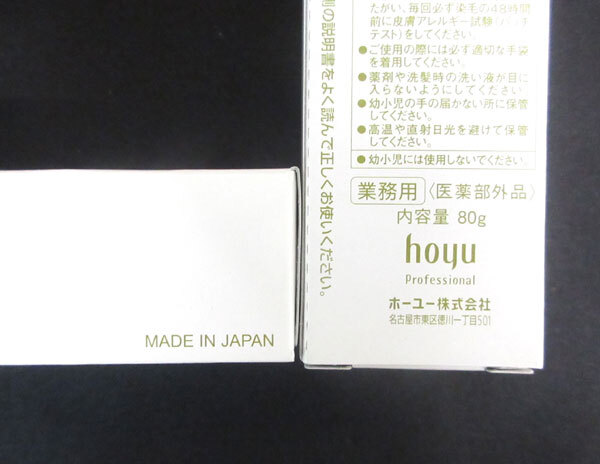 たがい、毎回必ず染毛の48時間
前に皮膚アレルギー試験(パッチ
テスト)をしてください。
●ご使用の際には必ず適切な手袋
を着用してください。
●薬剤や洗髪時の洗い液が目に
入らないようにしてください。
●幼小児の手の届かない所に保管
してください。
●高温や直射日光を避けて保管
してください。
●幼小児には使用しないでください。
業務用 〈医薬部外品〉
内容量 80g
hoyu
Professional
ホーユー株式会社
名古屋市東区徳川一丁目501
の説明書をよく読んで正しくお使いください。
MADE IN JAPAN